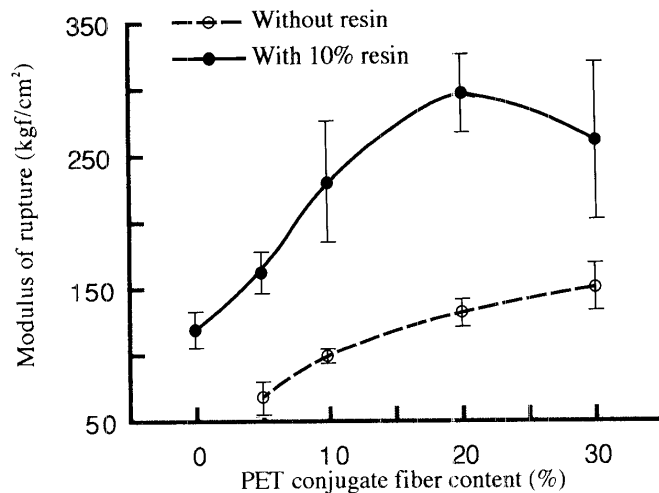 350
Without resin
With 10% resin
250
150
50
Modulus of rupture (kgf/cm²)
0 10 20 30
PET conjugate fiber content (%)